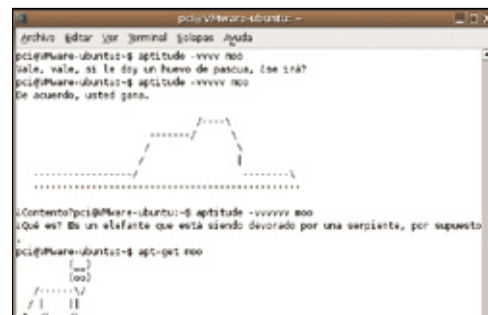 pci@VMware-ubuntu: ~
Archivo Editar Ver Terminal Solapas Ayuda
pci@VMware-ubuntu:~$ aptitude -vvvv moo
Vale, vale, si le doy un huevo de pascua, ¿se irá?
pci@VMware-ubuntu:~$ aptitude -vvvvv moo
De acuerdo, usted gana.
/----\
-------/ \
/ \
/ |
-----------------/ --------\
----------------------------------------------
¿Contento?pci@VMware-ubuntu:~$ aptitude -vvvvvv moo
¿Qué es? Es un elefante que está siendo devorado por una serpiente, por supuesto
.
pci@VMware-ubuntu:~$ apt-get moo
(__)
(oo)
/------\/
/ | ||